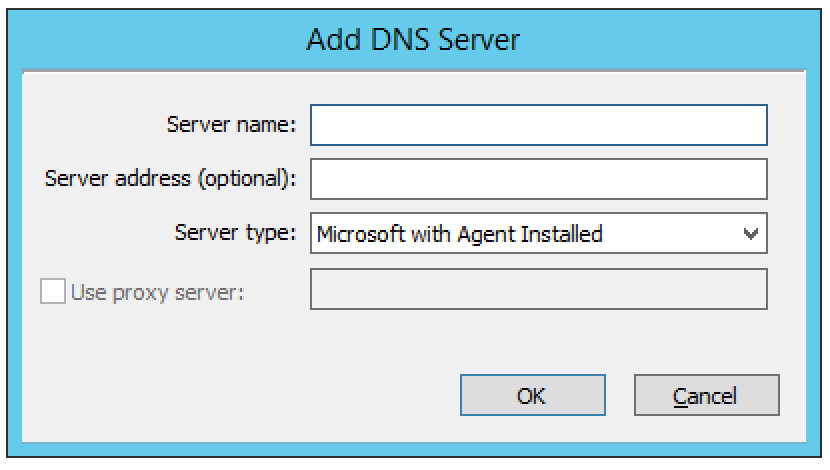 Add DNS Server
Server name:
Server address (optional):
Server type: Microsoft with Agent Installed
Use proxy server:
OK Cancel